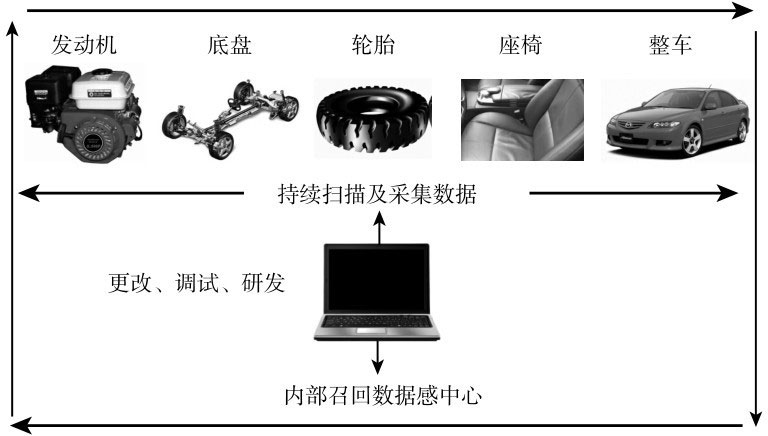 发动机
底盘
轮胎
座椅
整车
持续扫描及采集数据
更改、调试、研发
内部召回数据感中心